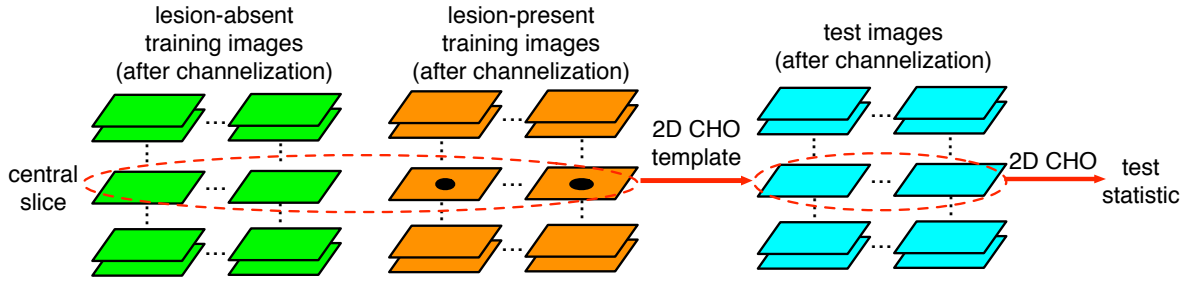 lesion-absent
training images
(after channelization)
lesion-present
training images
(after channelization)
test images
(after channelization)
central
slice
2D CHO
template
2D CHO
test
statistic
...
...
...
...
...
...
...
...
...